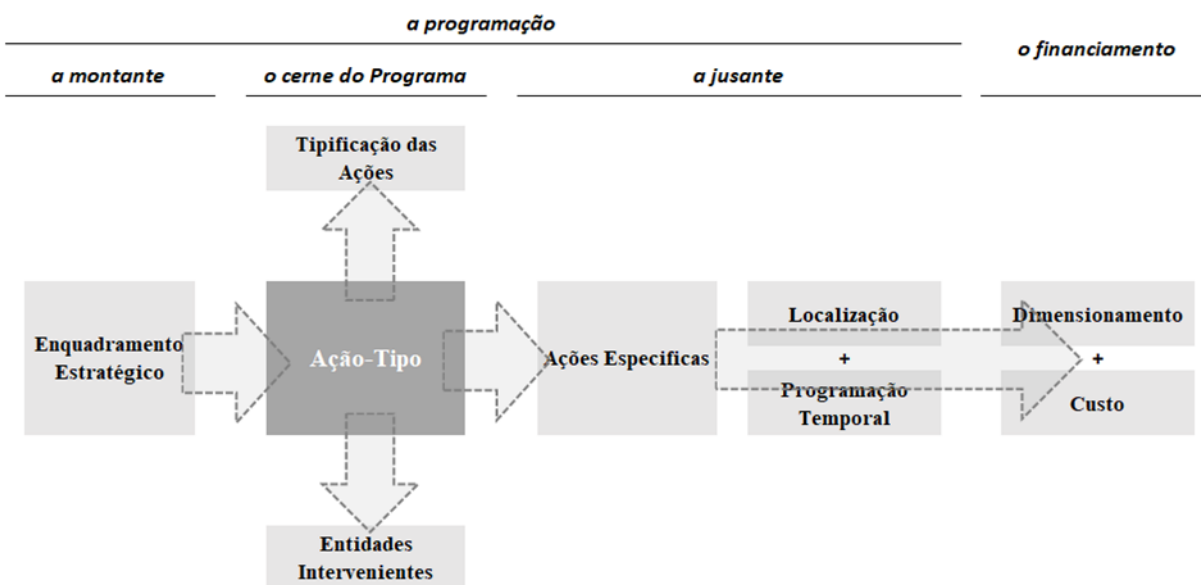 a programação
o financiamento
a montante
o cerne do Programa
a jusante
Tipificação das
Ações
Enquadramento
Estratégico
Ação-Tipo
Ações Especificas
Localização
+
Programação
Temporal
Dimensionamento
+
Custo
Entidades
Intervenientes